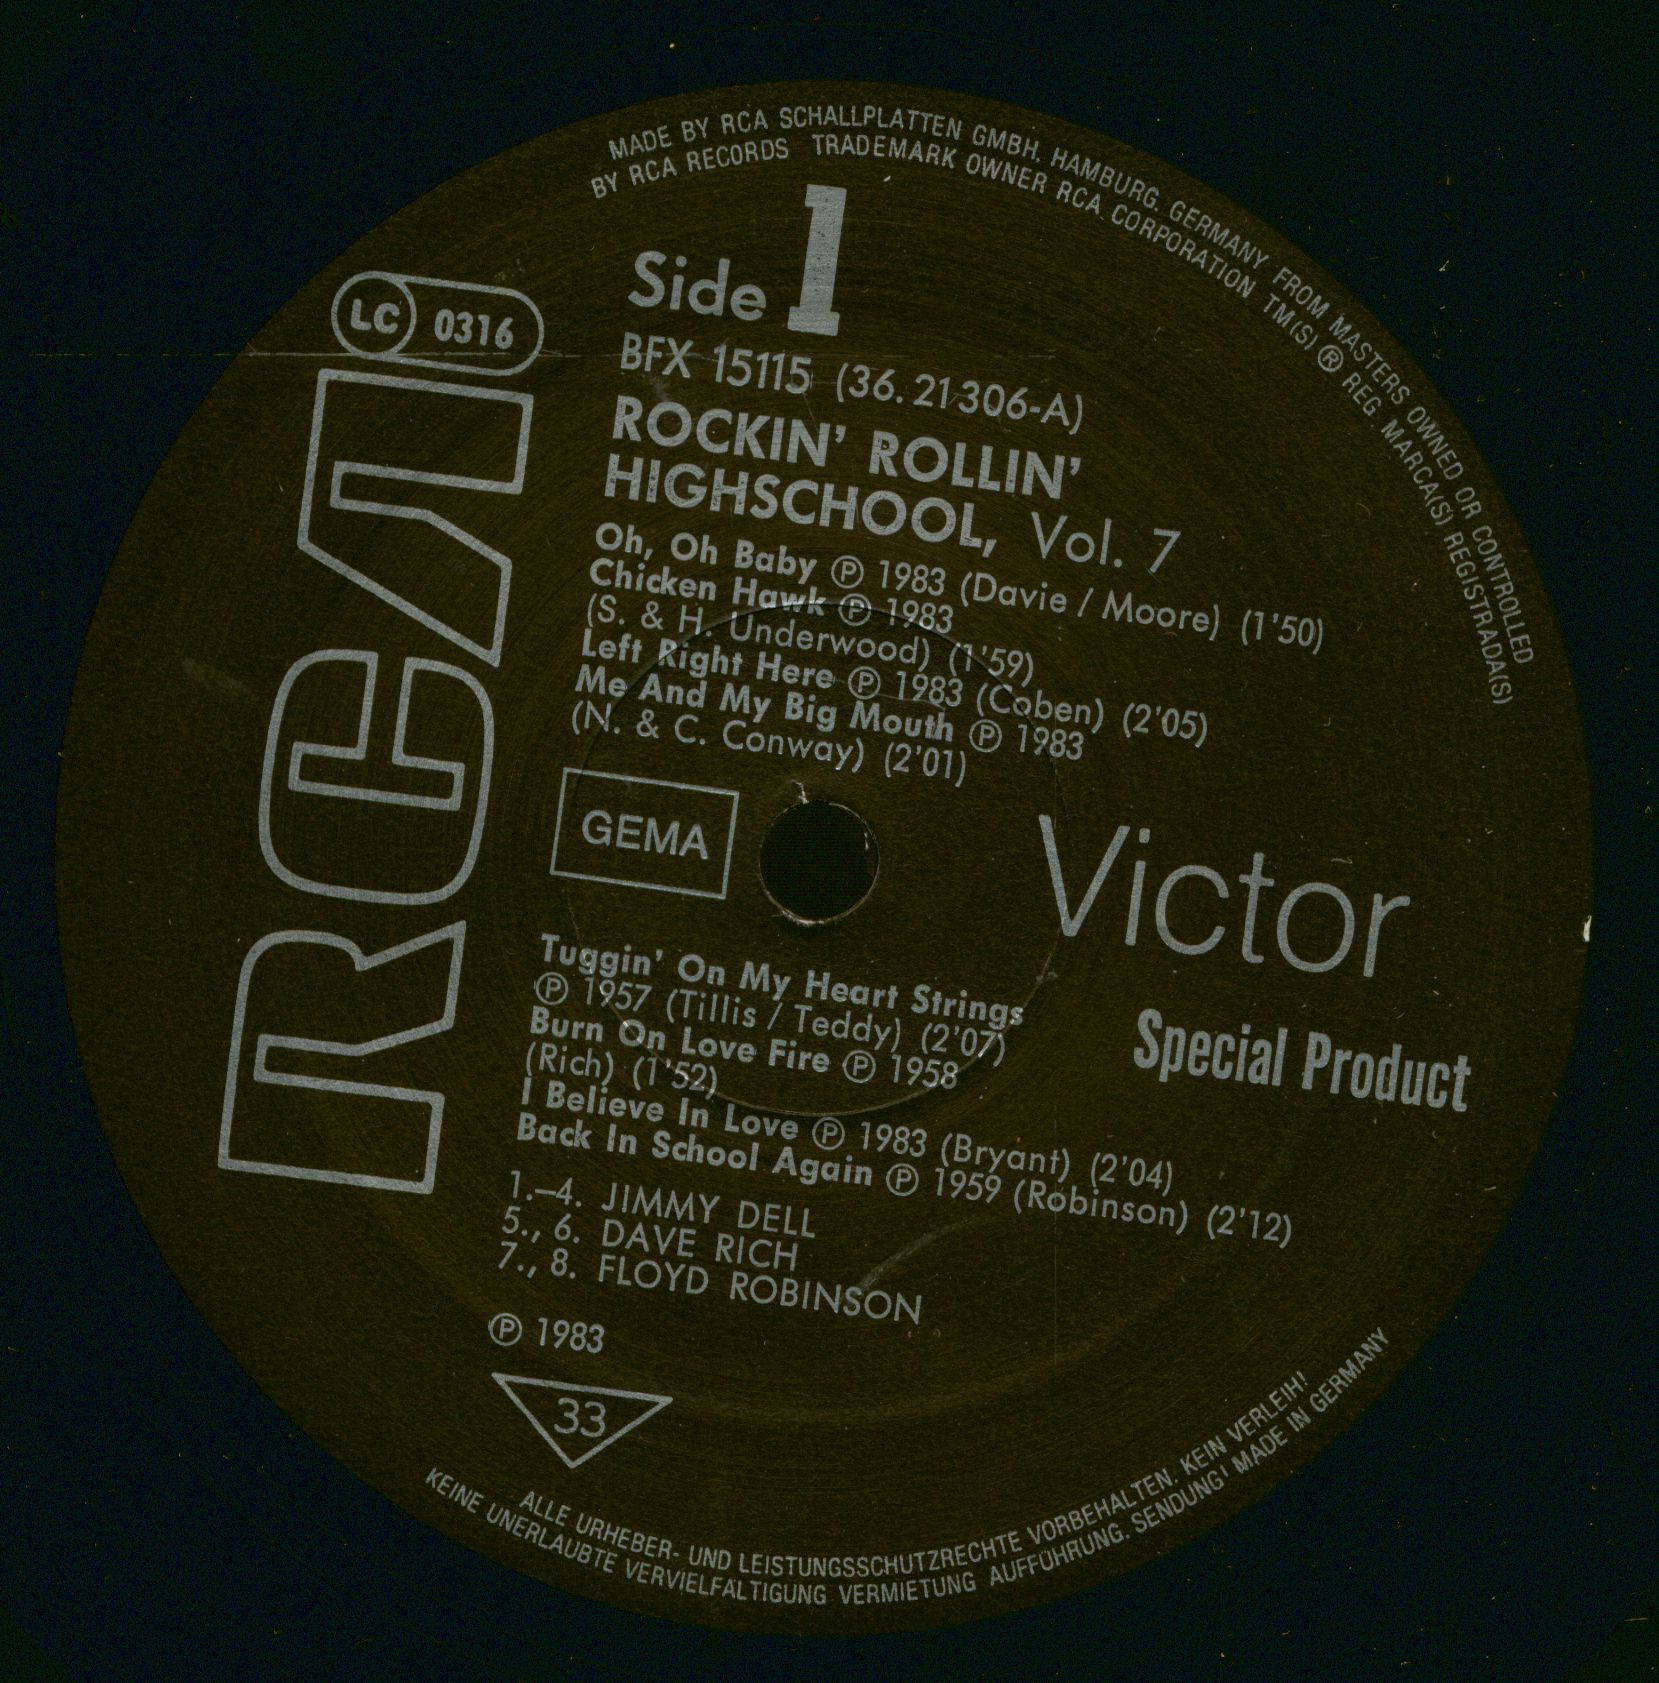 MADE BY RCA SCHALLPLATTEN GMBH, HAMBURG, GERMANY FROM MASTERS OWNED OR CONTROLLED
BY RCA RECORDS TRADEMARK OWNER RCA CORPORATION TM(S) ® REG. MARCA(S) REGISTRADA(S)
Side 1
LC 0316
BFX 15115 (36.21306-A)
ROCKIN' ROLLIN'
HIGHSCHOOL, Vol. 7
Oh, Oh Baby Ⓟ 1983 (Davie / Moore) (1'50)
Chicken Hawk Ⓟ 1983
(S. & H. Underwood) (1'59)
Left Right Here Ⓟ 1983 (Coben) (2'05)
Me And My Big Mouth Ⓟ 1983
(N. & C. Conway) (2'01)
RCA
GEMA
Victor
Special Product
Tuggin' On My Heart Strings
Ⓟ 1957 (Tillis / Teddy) (2'07)
Burn On Love Fire Ⓟ 1958
(Rich) (1'52)
I Believe In Love Ⓟ 1983 (Bryant) (2'04)
Back In School Again Ⓟ 1959 (Robinson) (2'12)
1.–4. JIMMY DELL
5., 6. DAVE RICH
7., 8. FLOYD ROBINSON
Ⓟ 1983
33
ALLE URHEBER- UND LEISTUNGSSCHUTZRECHTE VORBEHALTEN. KEIN VERLEIH!
KEINE UNERLAUBTE VERVIELFÄLTIGUNG VERMIETUNG AUFFÜHRUNG, SENDUNG! MADE IN GERMANY